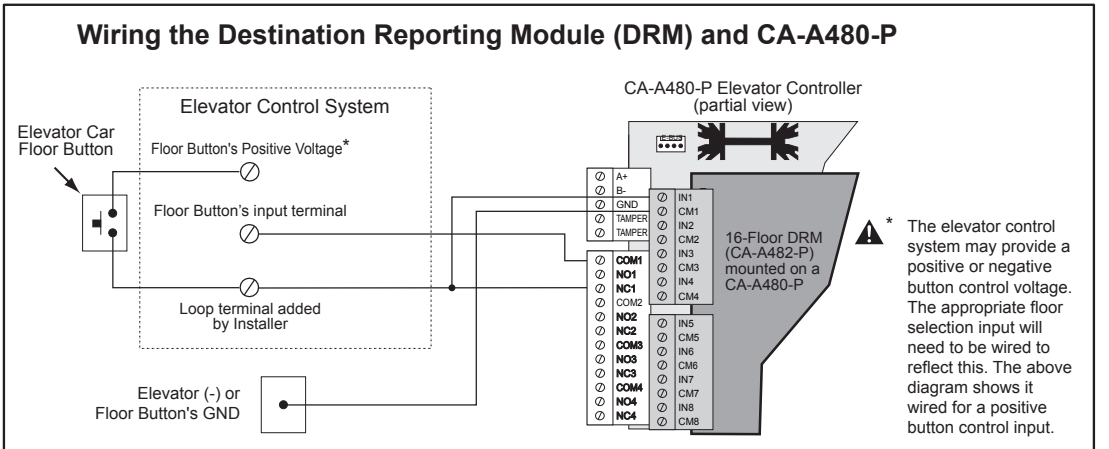 Wiring the Destination Reporting Module (DRM) and CA-A480-P
CA-A480-P Elevator Controller
(partial view)
Elevator Control System
Elevator Car
Floor Button
Floor Button's Positive Voltage*
Floor Button's input terminal
Loop terminal added
by Installer
Elevator (-) or
Floor Button's GND
E-BUS
A+
B-
GND
TAMPER
TAMPER
COM1
NO1
NC1
COM2
NO2
NC2
COM3
NO3
NC3
COM4
NO4
NC4
IN1
CM1
IN2
CM2
IN3
CM3
IN4
CM4
IN5
CM5
IN6
CM6
IN7
CM7
IN8
CM8
16-Floor DRM
(CA-A482-P)
mounted on a
CA-A480-P
* The elevator control
system may provide a
positive or negative
button control voltage.
The appropriate floor
selection input will
need to be wired to
reflect this. The above
diagram shows it
wired for a positive
button control input.